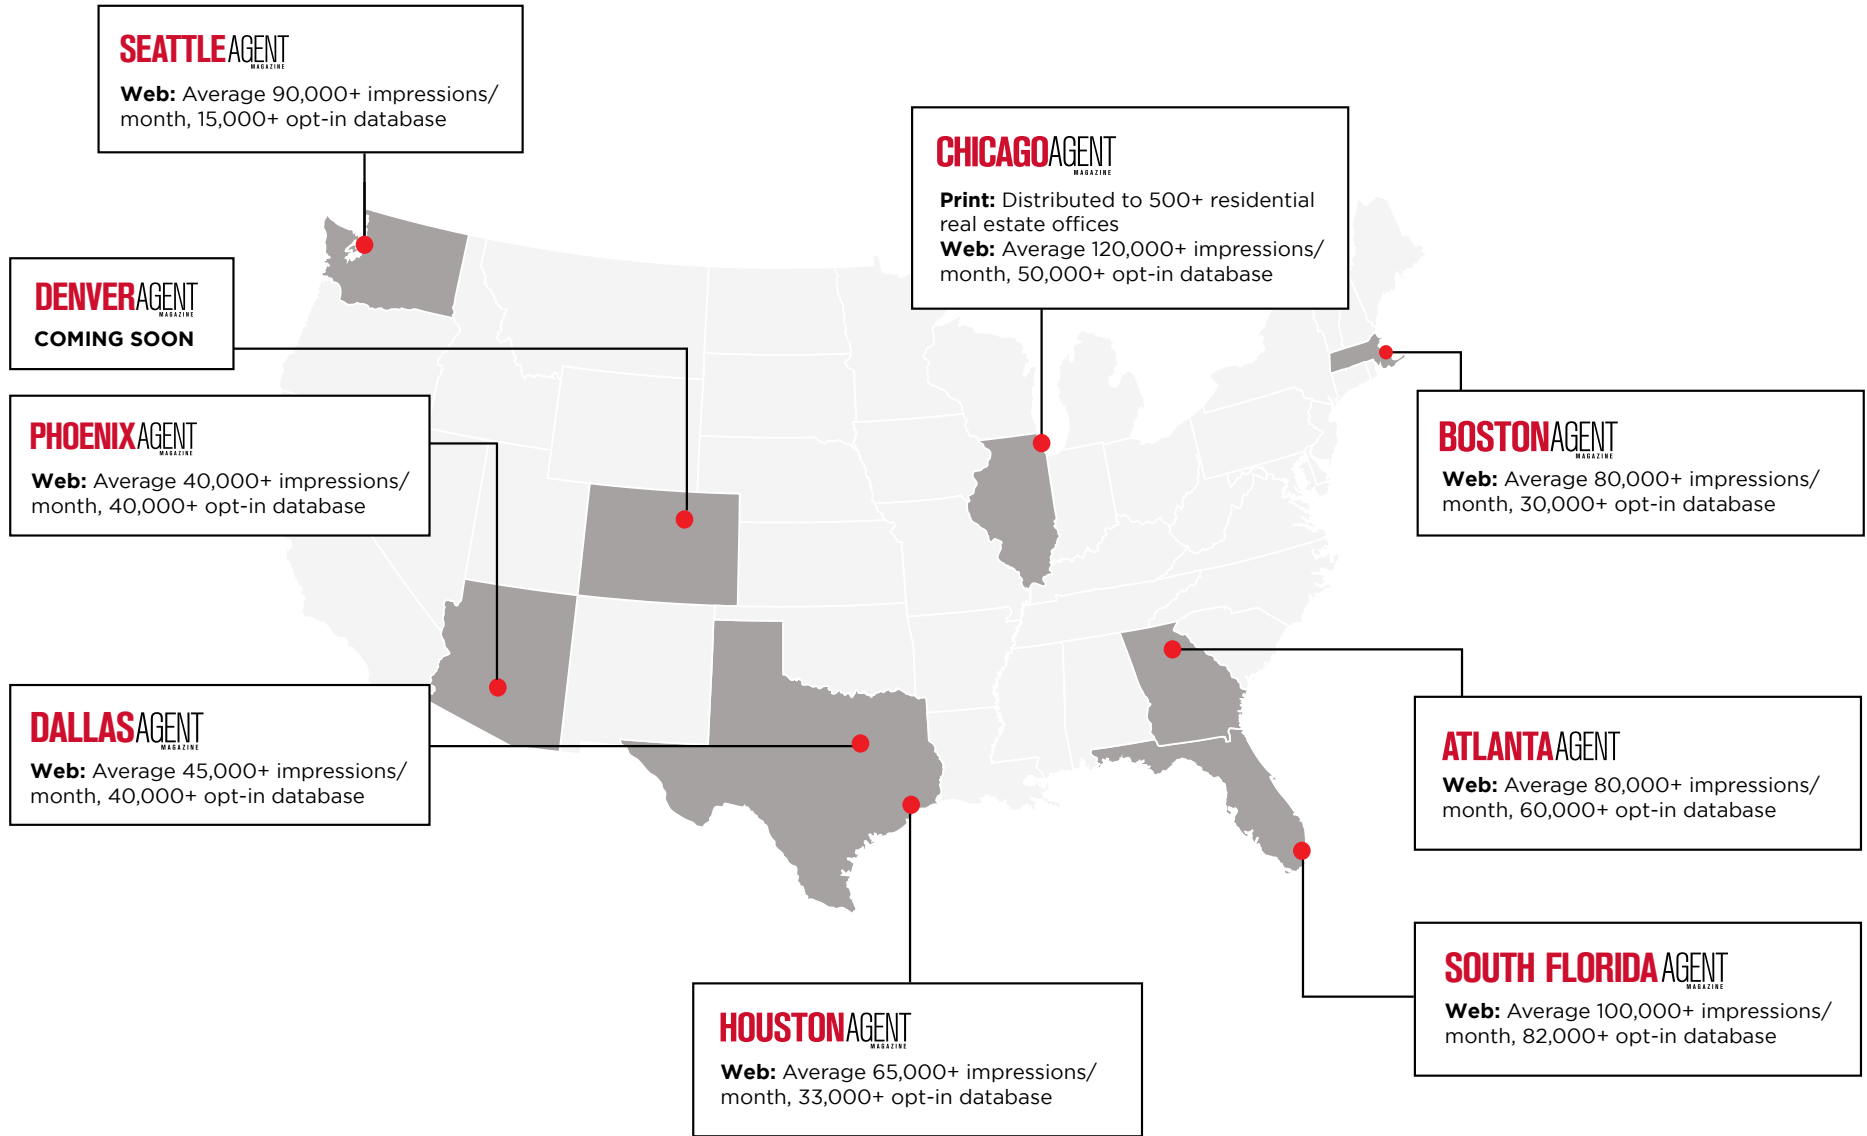 SEATTLE AGENT
MAGAZINE
Web: Average 90,000+ impressions/
month, 15,000+ opt-in database
CHICAGOAGENT
MAGAZINE
Print: Distributed to 500+ residential
real estate offices
Web: Average 120,000+ impressions/
month, 50,000+ opt-in database
DENVERAGENT
MAGAZINE
COMING SOON
PHOENIXAGENT
MAGAZINE
Web: Average 40,000+ impressions/
month, 40,000+ opt-in database
BOSTONAGENT
MAGAZINE
Web: Average 80,000+ impressions/
month, 30,000+ opt-in database
DALLASAGENT
MAGAZINE
Web: Average 45,000+ impressions/
month, 40,000+ opt-in database
ATLANTAAGENT
Web: Average 80,000+ impressions/
month, 60,000+ opt-in database
SOUTH FLORIDA AGENT
MAGAZINE
Web: Average 100,000+ impressions/
month, 82,000+ opt-in database
HOUSTONAGENT
MAGAZINE
Web: Average 65,000+ impressions/
month, 33,000+ opt-in database